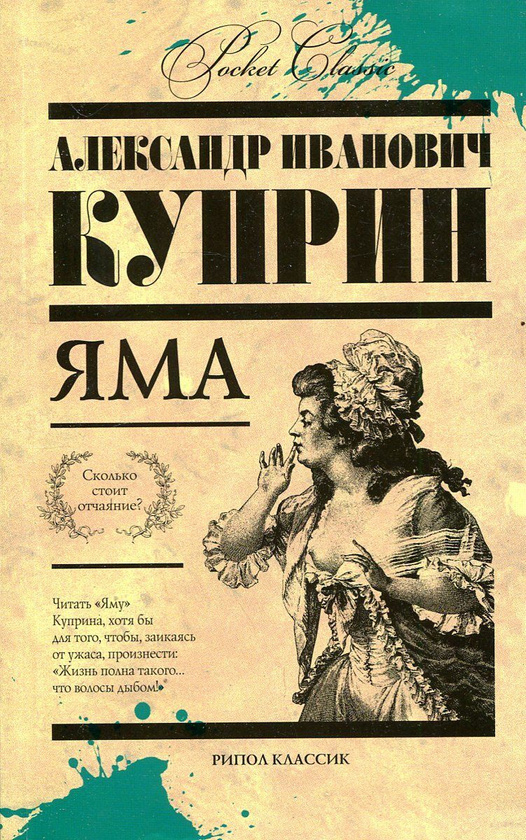 Pocket Classic
АЛЕКСАНДР ИВАНОВИЧ
КУПРИН
ЯМА
Сколько
стоит
отчаяние?
Читать «Яму»
Куприна, хотя бы
для того, чтобы, заикаясь
от ужаса, произнести:
«Жизнь полна такого...
что волосы дыбом!»
РИПОЛ КЛАССИК